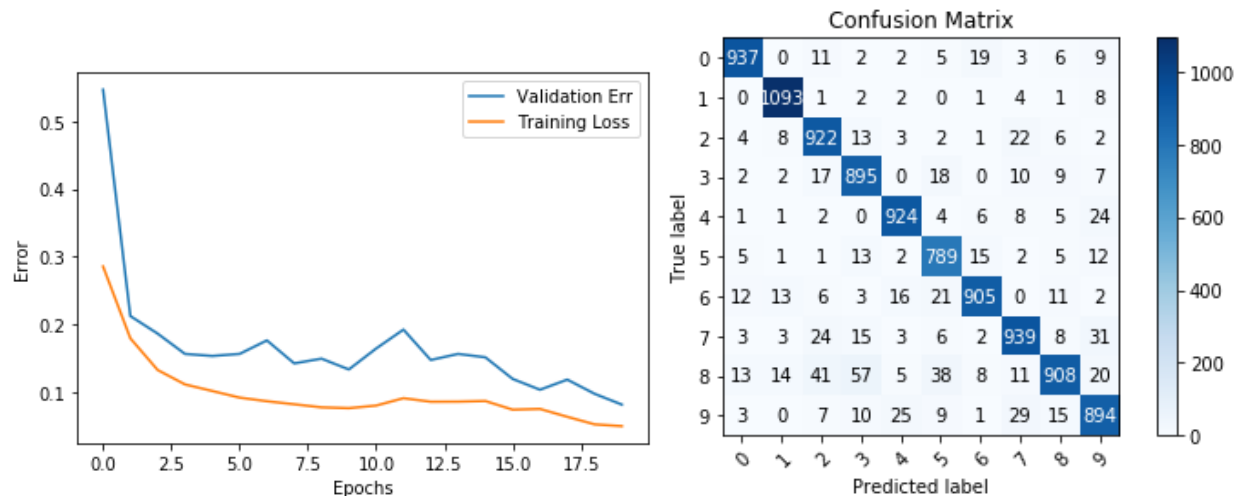 Validation Err
Training Loss
0.5
0.4
0.3
0.2
0.1
Error
0.0 2.5 5.0 7.5 10.0 12.5 15.0 17.5
Epochs
Confusion Matrix
0 937 0 11 2 2 5 19 3 6 9
1 0 1093 1 2 2 0 1 4 1 8
2 4 8 922 13 3 2 1 22 6 2
3 2 2 17 895 0 18 0 10 9 7
4 1 1 2 0 924 4 6 8 5 24
5 5 1 1 13 2 789 15 2 5 12
6 12 13 6 3 16 21 905 0 11 2
7 3 3 24 15 3 6 2 939 8 31
8 13 14 41 57 5 38 8 11 908 20
9 3 0 7 10 25 9 1 29 15 894
0 1 2 3 4 5 6 7 8 9
True label
Predicted label
1000
800
600
400
200
0